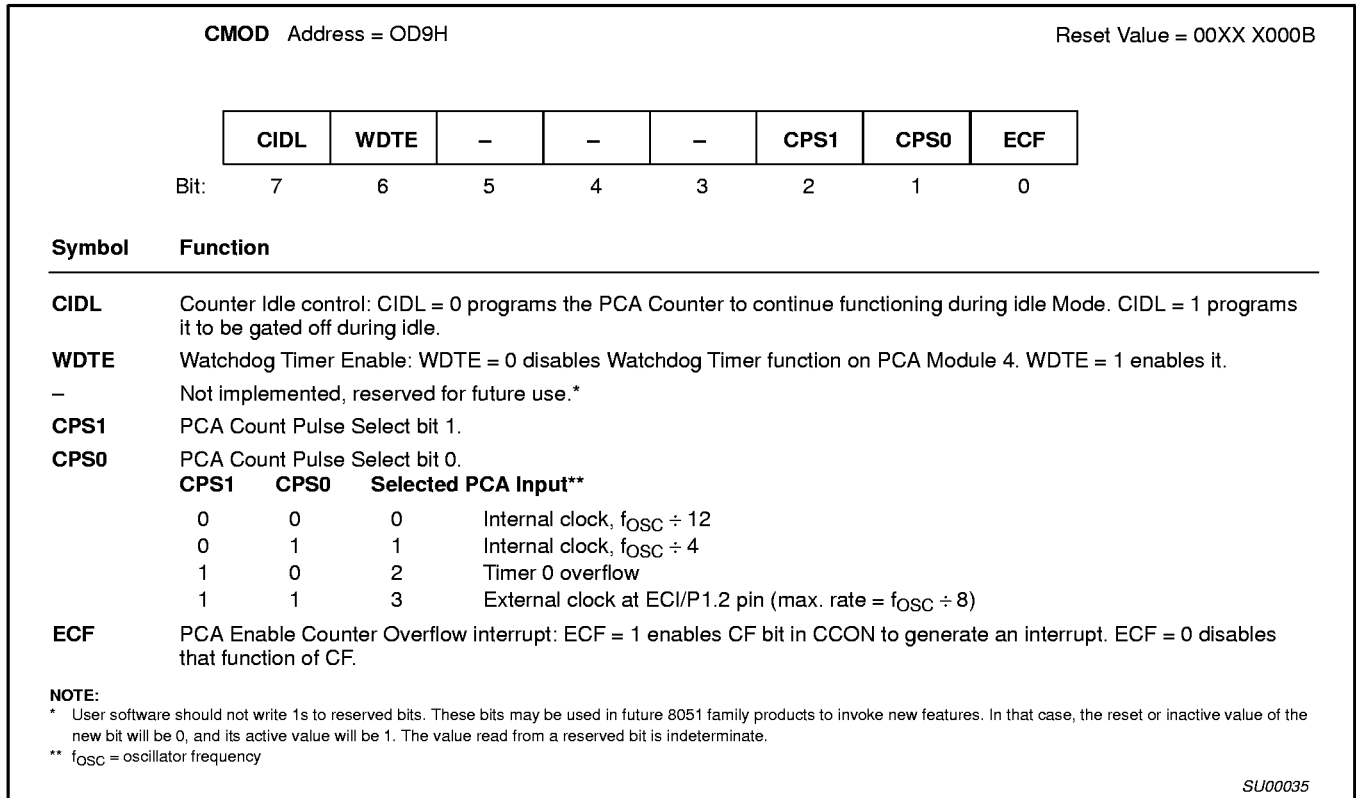 CMOD Address = OD9H Reset Value = 00XX X000B
CIDL WDTE – – – CPS1 CPS0 ECF
Bit: 7 6 5 4 3 2 1 0
Symbol Function
CIDL Counter Idle control: CIDL = 0 programs the PCA Counter to continue functioning during idle Mode. CIDL = 1 programs
it to be gated off during idle.
WDTE Watchdog Timer Enable: WDTE = 0 disables Watchdog Timer function on PCA Module 4. WDTE = 1 enables it.
– Not implemented, reserved for future use.*
CPS1 PCA Count Pulse Select bit 1.
CPS0 PCA Count Pulse Select bit 0.
CPS1 CPS0 Selected PCA Input**
0 0 0 Internal clock, fOSC ÷ 12
0 1 1 Internal clock, fOSC ÷ 4
1 0 2 Timer 0 overflow
1 1 3 External clock at ECI/P1.2 pin (max. rate = fOSC ÷ 8)
ECF PCA Enable Counter Overflow interrupt: ECF = 1 enables CF bit in CCON to generate an interrupt. ECF = 0 disables
that function of CF.
NOTE:
* User software should not write 1s to reserved bits. These bits may be used in future 8051 family products to invoke new features. In that case, the reset or inactive value of the
new bit will be 0, and its active value will be 1. The value read from a reserved bit is indeterminate.
** fOSC = oscillator frequency
SU00035